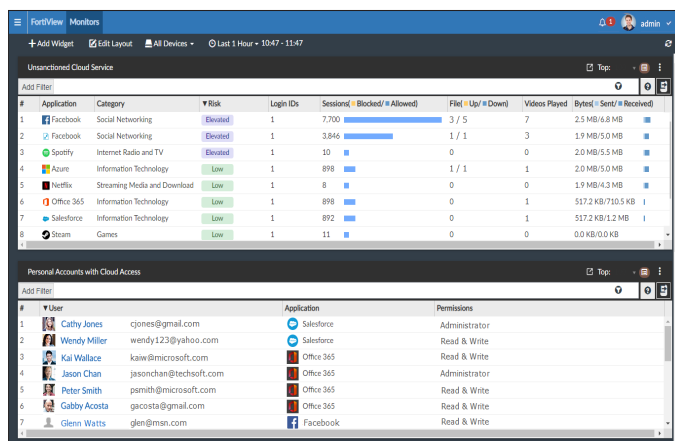 FortiView Monitors 1 admin
Add Widget Edit Layout All Devices Last 1 Hour 10:47 - 11:47
Unsanctioned Cloud Service Top:
Add Filter
# Application Category Risk Login IDs Sessions( Blocked/ Allowed) File( Up/ Down) Videos Played Bytes( Sent/ Received)
1 Facebook Social Networking Elevated 1 7,700 3 / 5 7 2.5 MB/6.8 MB
2 Facebook Social Networking Elevated 1 3,846 1 / 1 3 1.9 MB/5.0 MB
3 Spotify Internet Radio and TV Elevated 1 10 0 0 2.0 MB/5.5 MB
4 Azure Information Technology Low 1 898 1 / 1 1 2.0 MB/5.0 MB
5 Netflix Streaming Media and Download Low 1 8 0 0 1.9 MB/4.3 MB
6 Office 365 Information Technology Low 1 898 0 1 517.2 KB/710.5 KB
7 Salesforce Information Technology Low 1 892 0 1 517.2 KB/1.2 MB
8 Steam Games Low 1 11 0 0 0.0 KB/0.0 KB
Personal Accounts with Cloud Access Top:
Add Filter
# User Application Permissions
1 Cathy Jones cjones@gmail.com Salesforce Administrator
2 Wendy Miller wendy123@yahoo.com Salesforce Read & Write
3 Kai Wallace kaiw@microsoft.com Office 365 Read & Write
4 Jason Chan jasonchan@techsoft.com Office 365 Administrator
5 Peter Smith psmith@microsoft.com Office 365 Read & Write
6 Gabby Acosta gacosta@gmail.com Office 365 Read & Write
7 Glenn Watts glen@msn.com Facebook Read & Write